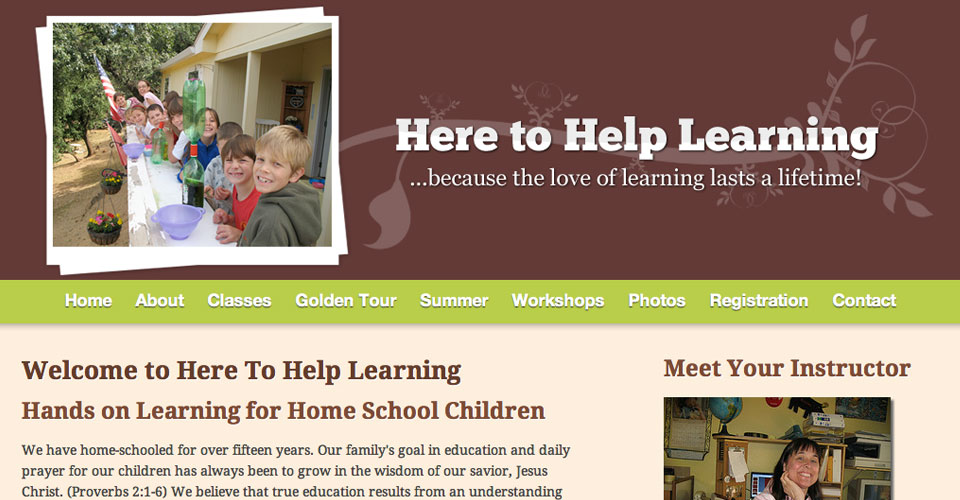 Here to Help Learning
...because the love of learning lasts a lifetime!
Home About Classes Golden Tour Summer Workshops Photos Registration Contact
Welcome to Here To Help Learning
Hands on Learning for Home School Children
We have home-schooled for over fifteen years. Our family's goal in education and daily
prayer for our children has always been to grow in the wisdom of our savior, Jesus
Christ. (Proverbs 2:1-6) We believe that true education results from an understanding
Meet Your Instructor